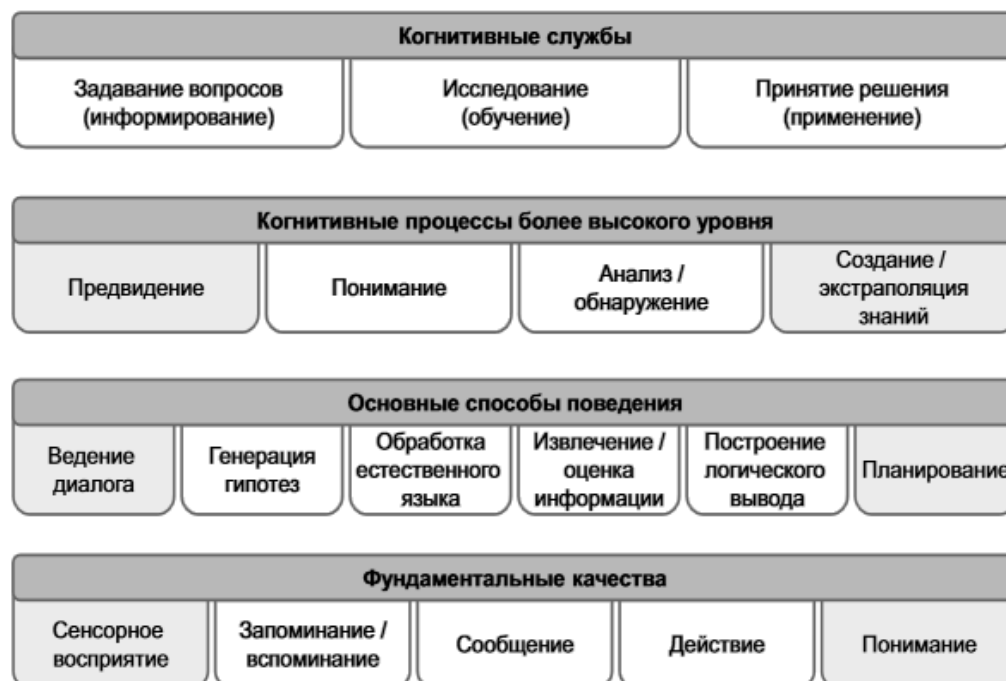 Когнитивные службы
Задавание вопросов
(информирование)
Исследование
(обучение)
Принятие решения
(применение)
Когнитивные процессы более высокого уровня
Предвидение
Понимание
Анализ /
обнаружение
Создание /
экстраполяция
знаний
Основные способы поведения
Ведение
диалога
Генерация
гипотез
Обработка
естественного
языка
Извлечение /
оценка
информации
Построение
логического
вывода
Планирование
Фундаментальные качества
Сенсорное
восприятие
Запоминание /
вспоминание
Сообщение
Действие
Понимание